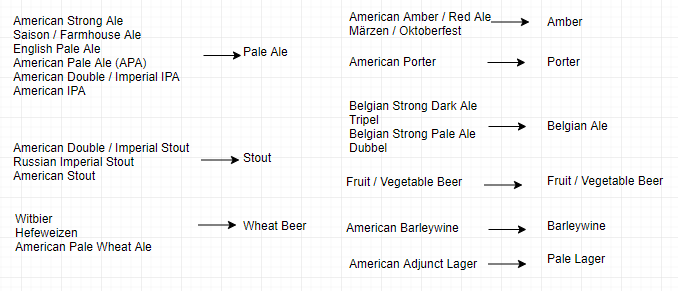 American Strong Ale
Saison / Farmhouse Ale
English Pale Ale
American Pale Ale (APA)
American Double / Imperial IPA
American IPA
Pale Ale
American Double / Imperial Stout
Russian Imperial Stout
American Stout
Stout
Witbier
Hefeweizen
American Pale Wheat Ale
Wheat Beer
American Amber / Red Ale
Märzen / Oktoberfest
Amber
American Porter
Porter
Belgian Strong Dark Ale
Tripel
Belgian Strong Pale Ale
Dubbel
Belgian Ale
Fruit / Vegetable Beer
Fruit / Vegetable Beer
American Barleywine
Barleywine
American Adjunct Lager
Pale Lager